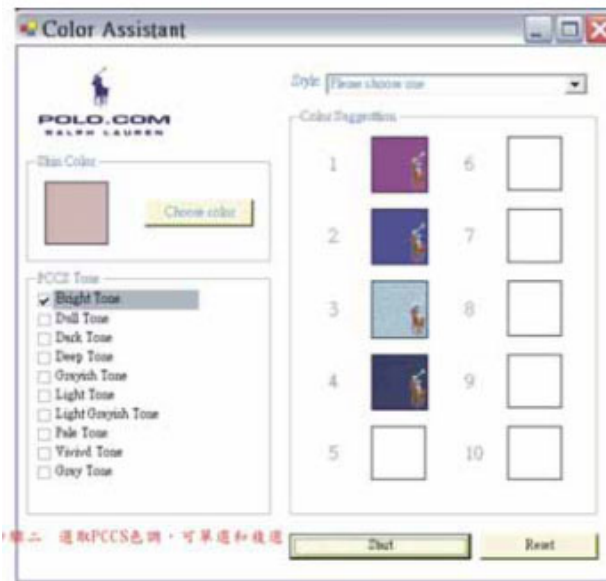 Color Assistant
POLO.COM
RALPH LAUREN
Style
Please choose one
Skin Color
Choose color
PCCS Tone
Bright Tone
Dull Tone
Dark Tone
Deep Tone
Grayish Tone
Light Tone
Light Grayish Tone
Pale Tone
Vivivd Tone
Gray Tone
Color Suggestion
1
6
2
7
3
8
4
9
5
10
二 選取PCCS色調,可單選和複選
Start
Reset